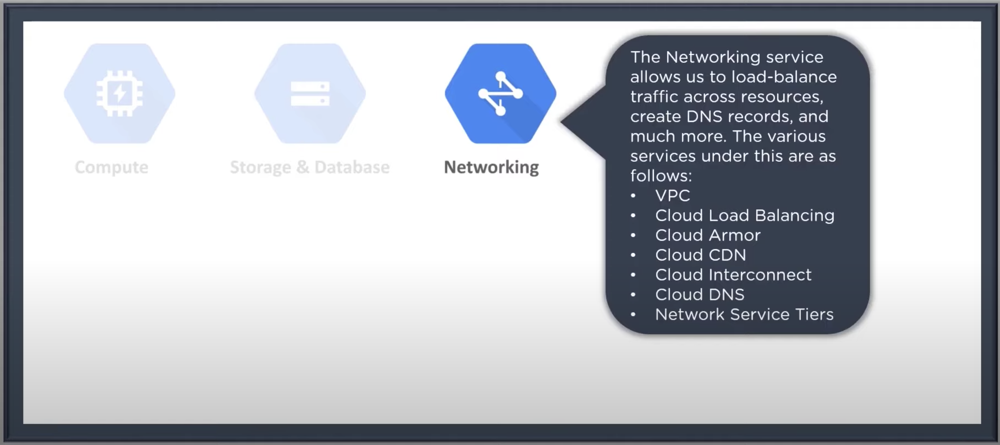 Compute
Storage & Database
Networking
The Networking service
allows us to load-balance
traffic across resources,
create DNS records, and
much more. The various
services under this are as
follows:
• VPC
• Cloud Load Balancing
• Cloud Armor
• Cloud CDN
• Cloud Interconnect
• Cloud DNS
• Network Service Tiers